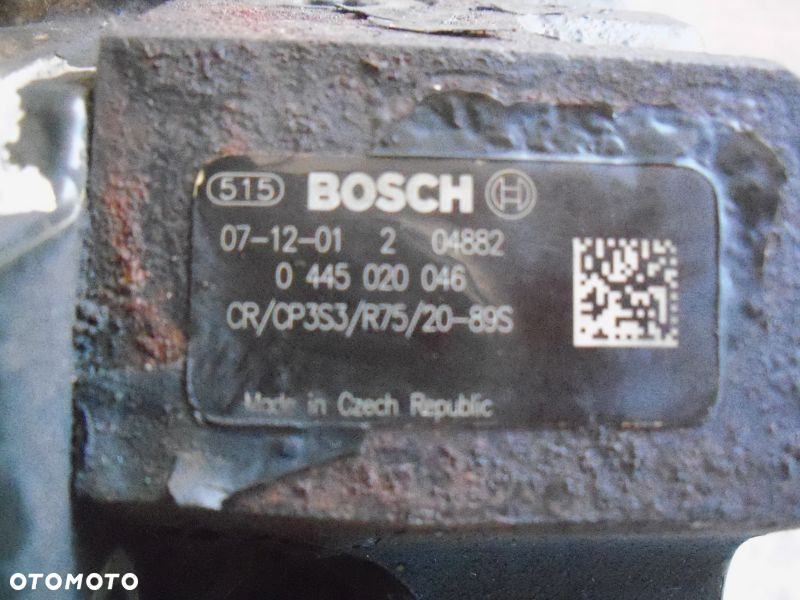 515 BOSCH
07-12-01 2 04882
0 445 020 046
CR/CP3S3/R75/20-89S
Made in Czech Republic
OTOMOTO